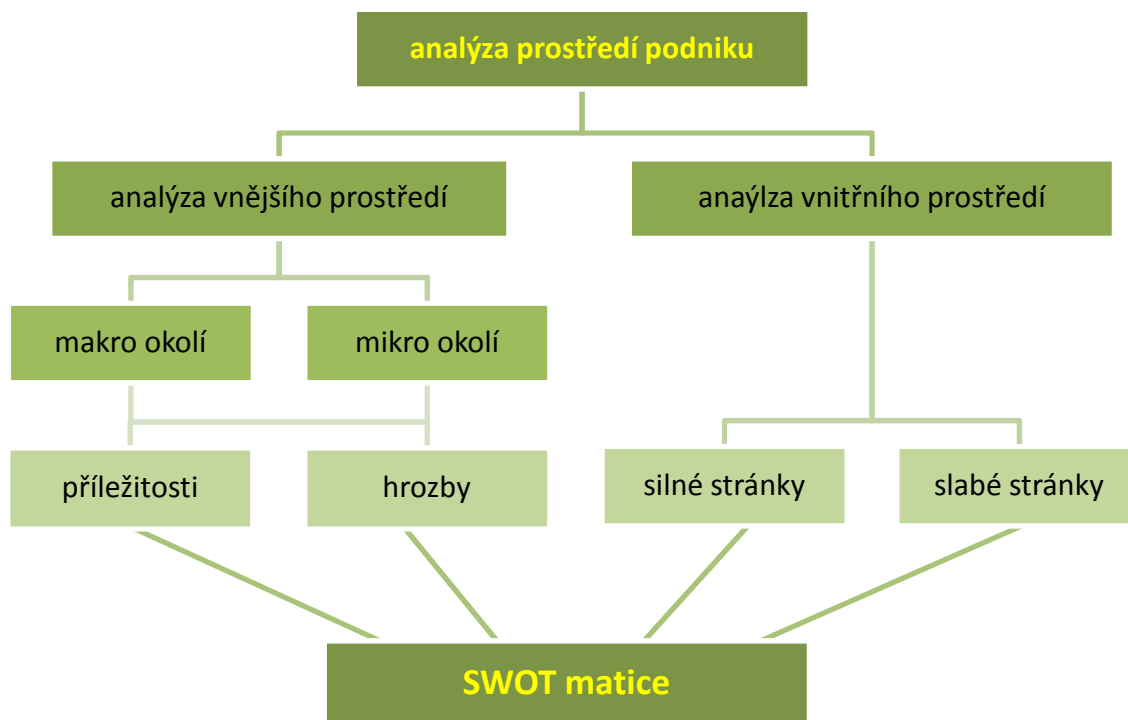 analýza prostředí podniku
analýza vnějšího prostředí
anaýlza vnitřního prostředí
makro okolí
mikro okolí
příležitosti
hrozby
silné stránky
slabé stránky
SWOT matice